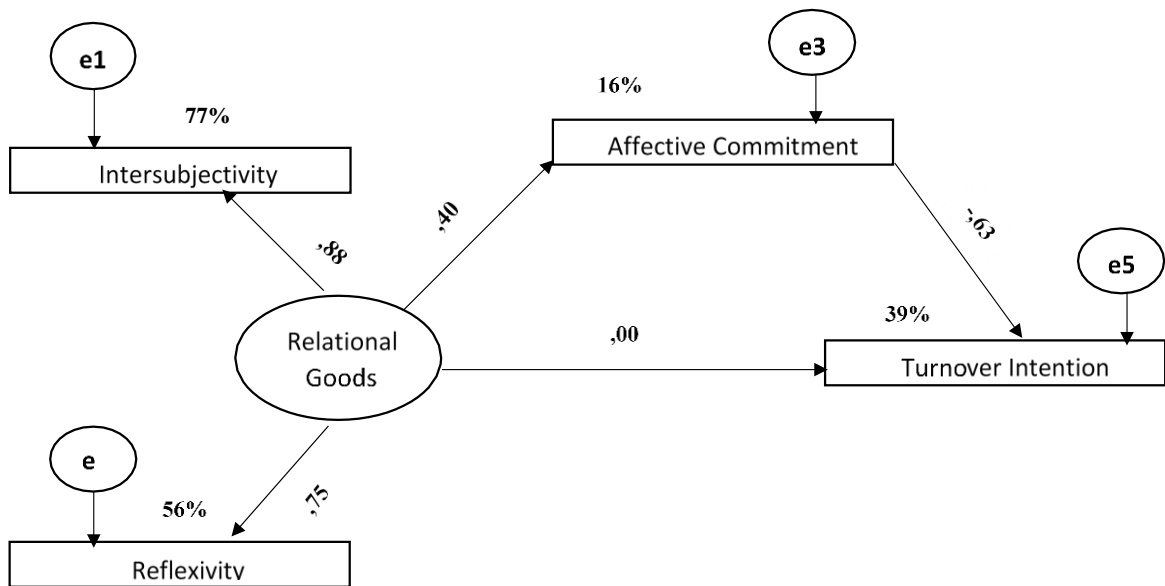 e1
e3
77%
16%
Intersubjectivity
Affective Commitment
,88
,40
-,63
e5
Relational
Goods
,00
39%
Turnover Intention
e
56%
,75
Reflexivity